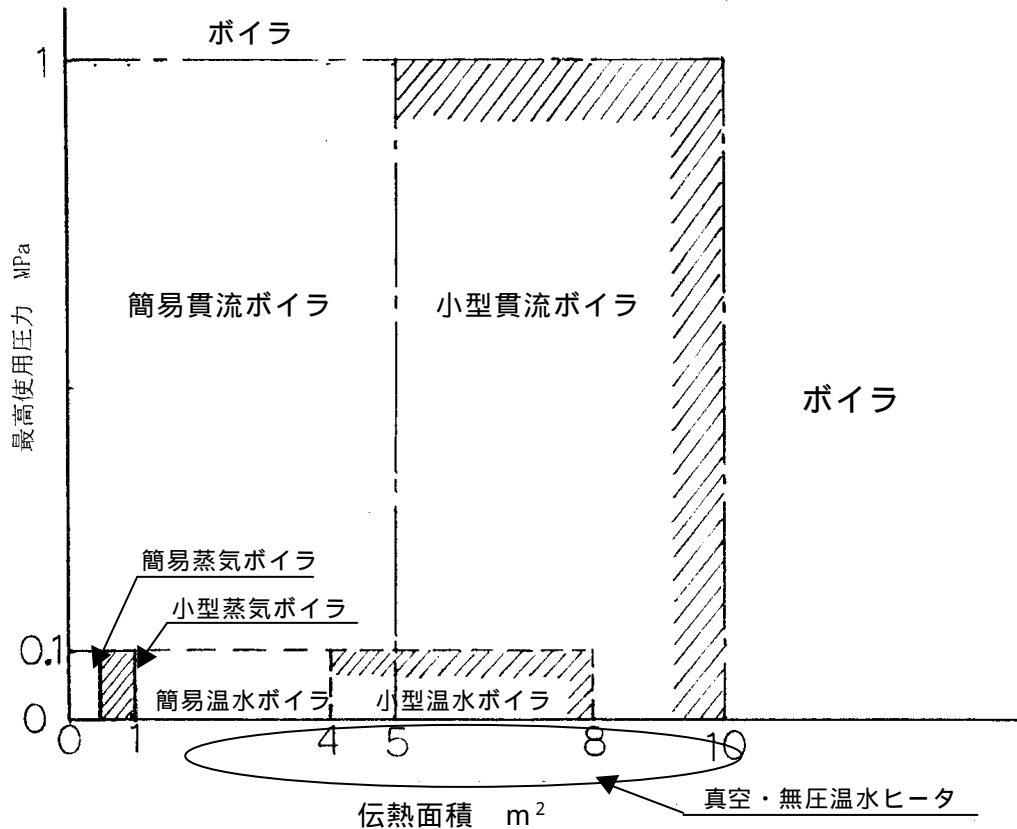 ボイラ
1
最高使用圧力 MPa
簡易貫流ボイラ
小型貫流ボイラ
ボイラ
簡易蒸気ボイラ
小型蒸気ボイラ
0.1
簡易温水ボイラ
小型温水ボイラ
0
0 1 4 5 8 10
真空・無圧温水ヒータ
伝熱面積 m²